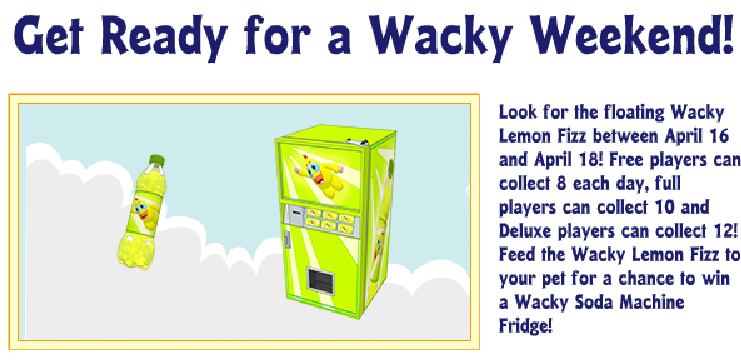 Get Ready for a Wacky Weekend!
Look for the floating Wacky
Lemon Fizz between April 16
and April 18! Free players can
collect 8 each day, full
players can collect 10 and
Deluxe players can collect 12!
Feed the Wacky Lemon Fizz to
your pet for a chance to win
a Wacky Soda Machine
Fridge!